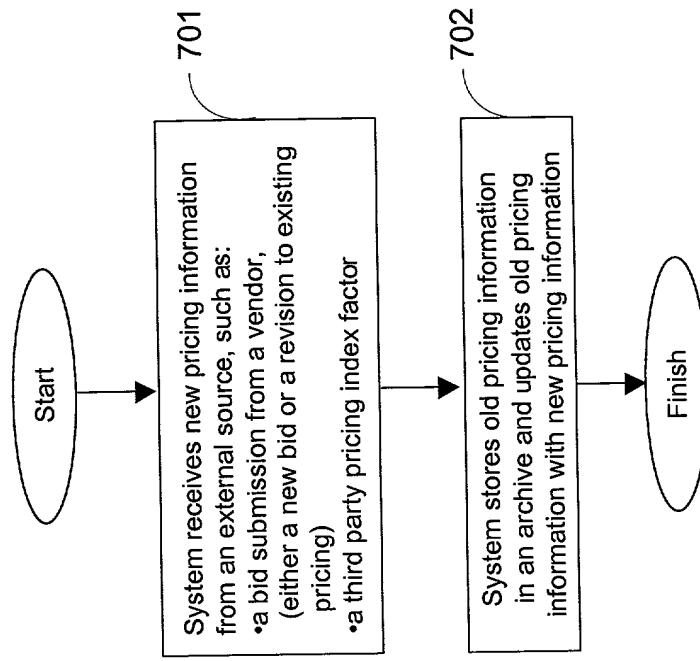 Start
701
System receives new pricing information
from an external source, such as:
•a bid submission from a vendor,
(either a new bid or a revision to existing
pricing)
•a third party pricing index factor
702
System stores old pricing information
in an archive and updates old pricing
information with new pricing information
Finish